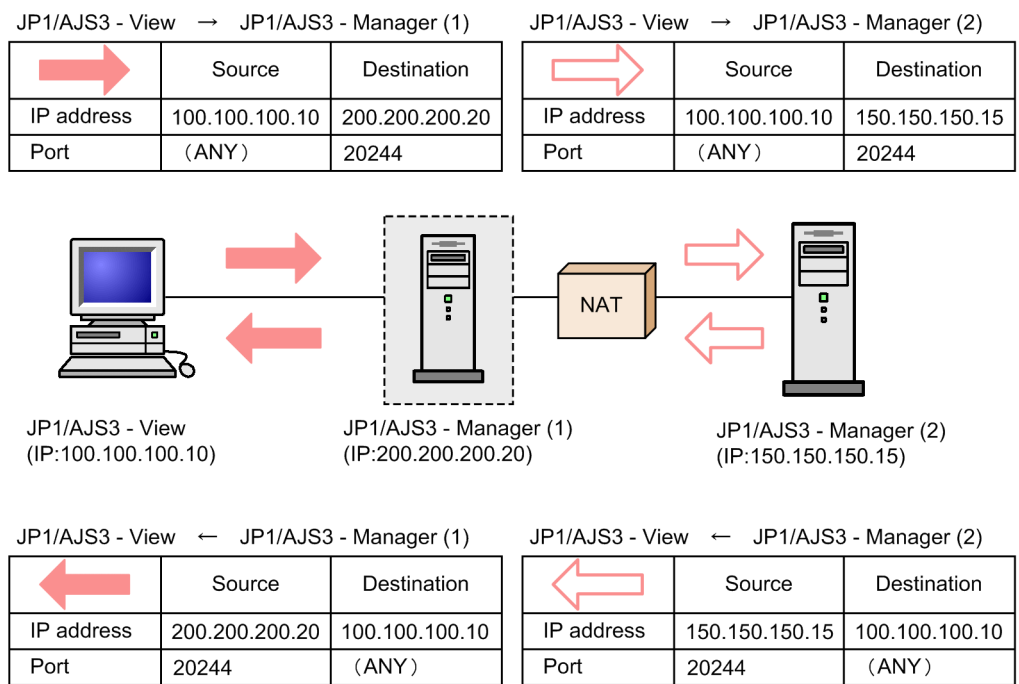 JP1/AJS3 - View → JP1/AJS3 - Manager (1)
Source Destination
IP address 100.100.100.10 200.200.200.20
Port （ANY） 20244
JP1/AJS3 - View → JP1/AJS3 - Manager (2)
Source Destination
IP address 100.100.100.10 150.150.150.15
Port （ANY） 20244
NAT
JP1/AJS3 - View
(IP:100.100.100.10)
JP1/AJS3 - Manager (1)
(IP:200.200.200.20)
JP1/AJS3 - Manager (2)
(IP:150.150.150.15)
JP1/AJS3 - View ← JP1/AJS3 - Manager (1)
Source Destination
IP address 200.200.200.20 100.100.100.10
Port 20244 （ANY）
JP1/AJS3 - View ← JP1/AJS3 - Manager (2)
Source Destination
IP address 150.150.150.15 100.100.100.10
Port 20244 （ANY）